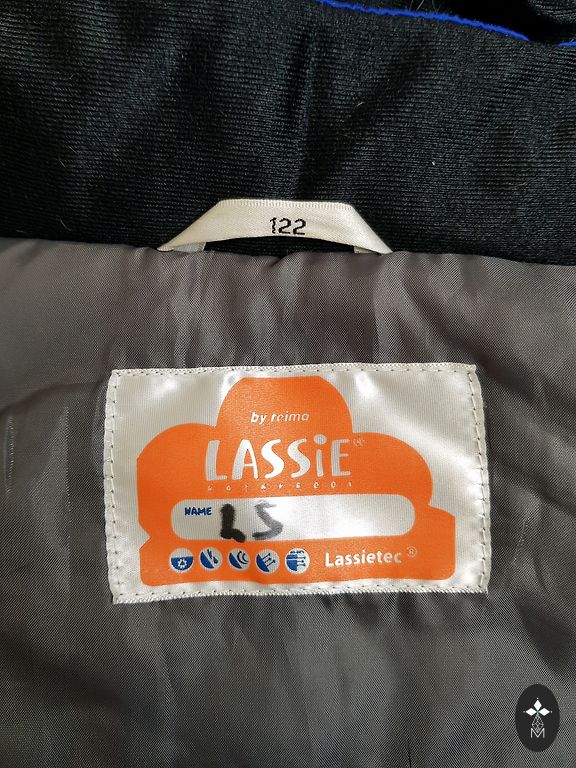 122
by reima
LASSiE®
NAME LS
Lassietec®
M